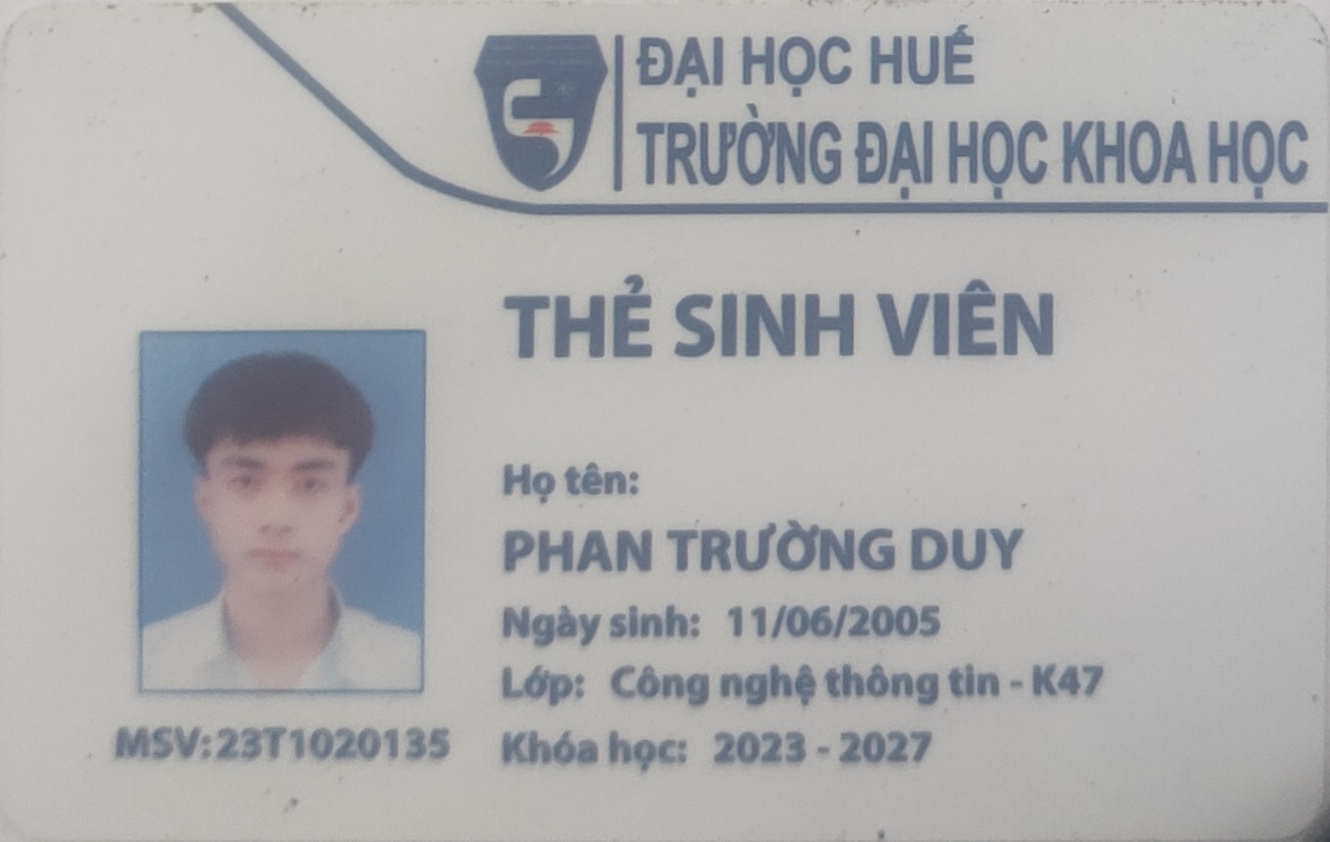 ĐẠI HỌC HUẾ
TRƯỜNG ĐẠI HỌC KHOA HỌC
THẺ SINH VIÊN
Họ tên:
PHAN TRƯỜNG DUY
Ngày sinh: 11/06/2005
Lớp: Công nghệ thông tin - K47
MSV:23T1020135
Khóa học: 2023 - 2027